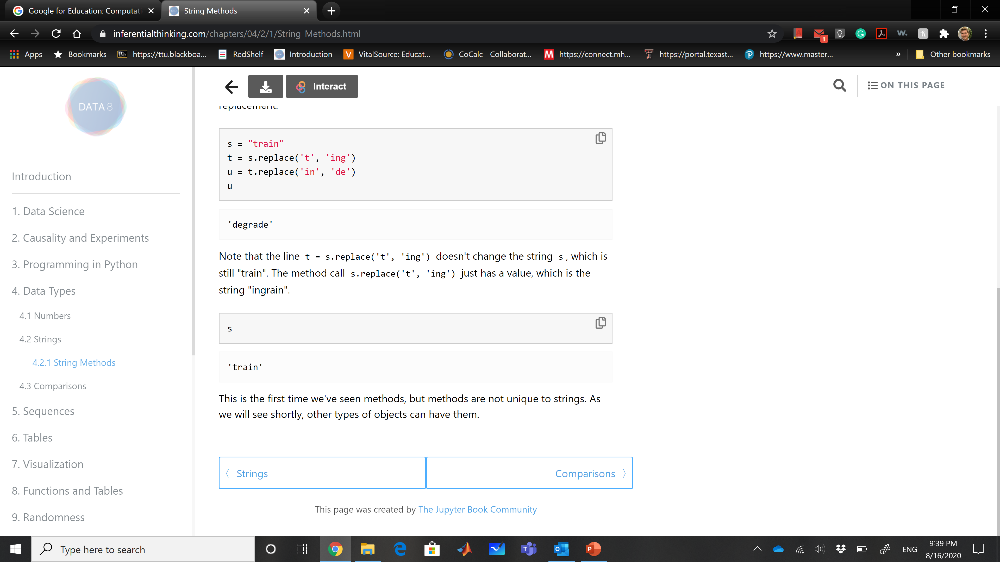 Google for Education: Computati
String Methods
inferentialthinking.com/chapters/04/2/1/String_Methods.html
1
Apps
Bookmarks
Bb https://ttu.blackboa...
RedShelf
Introduction
V VitalSource: Educat...
CoCalc - Collaborat...
M https://connect.mh...
https://portal.texast...
P https://www.master...
»
Other bookmarks
DATA 8
Introduction
1. Data Science
2. Causality and Experiments
3. Programming in Python
4. Data Types
4.1 Numbers
4.2 Strings
4.2.1 String Methods
4.3 Comparisons
5. Sequences
6. Tables
7. Visualization
8. Functions and Tables
9. Randomness
Interact
ON THIS PAGE
replacement.
s = "train"
t = s.replace('t', 'ing')
u = t.replace('in', 'de')
u
'degrade'
Note that the line t = s.replace('t', 'ing') doesn't change the string s , which is
still "train". The method call s.replace('t', 'ing') just has a value, which is the
string "ingrain".
s
'train'
This is the first time we've seen methods, but methods are not unique to strings. As
we will see shortly, other types of objects can have them.
〈 Strings
Comparisons 〉
This page was created by The Jupyter Book Community
Type here to search
ENG
9:39 PM
8/16/2020